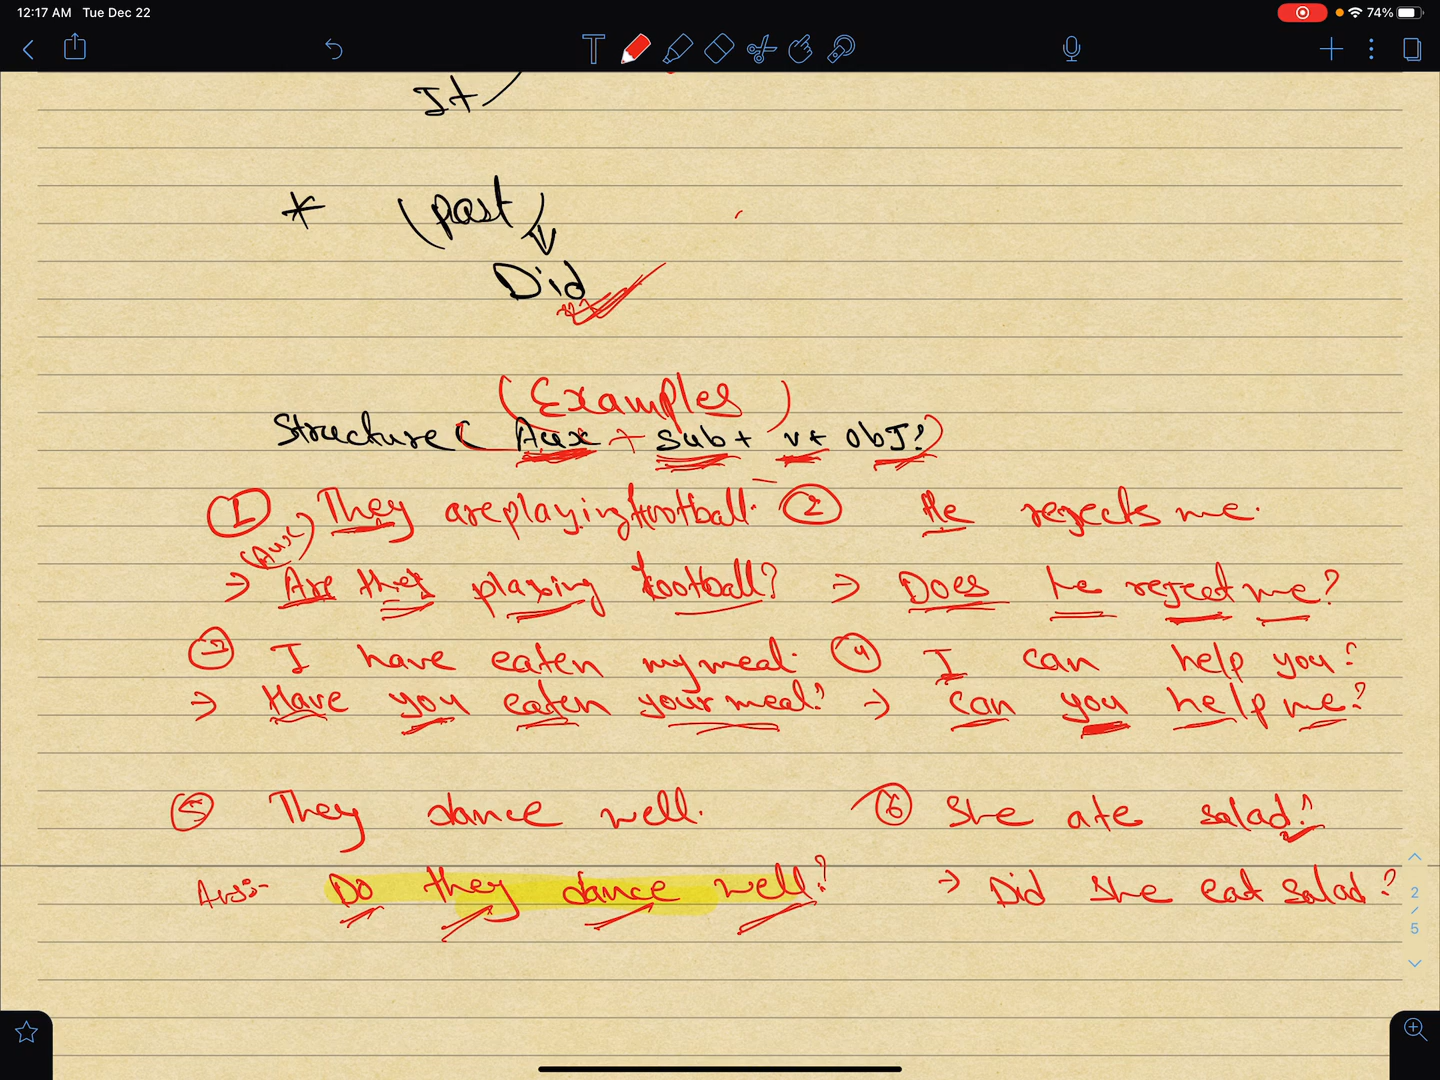 12:17 AM Tue Dec 22
74%
T
It
* (past)
Did
(Examples)
Structure ( Aux + Sub + v + obJ?)
① They are playing football. ② He rejects me.
(Aux)
→ Are they playing football? → Does he reject me?
③ I have eaten my meal. ④ I can help you?
→ Have you eaten your meal? → can you help me?
⑤ They dance well. ⑥ She ate salad?
Ans:- Do they dance well? → Did she eat salad?
2
/
5